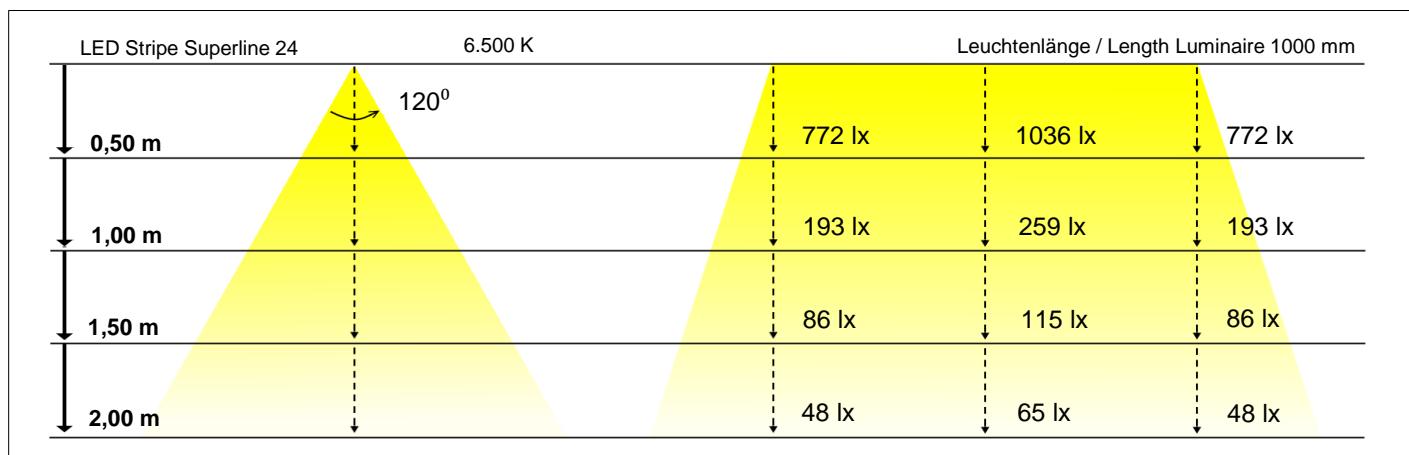 LED Stripe Superline 24 6.500 K Leuchtenlänge / Length Luminaire 1000 mm
120⁰
0,50 m 772 lx 1036 lx 772 lx
1,00 m 193 lx 259 lx 193 lx
1,50 m 86 lx 115 lx 86 lx
2,00 m 48 lx 65 lx 48 lx